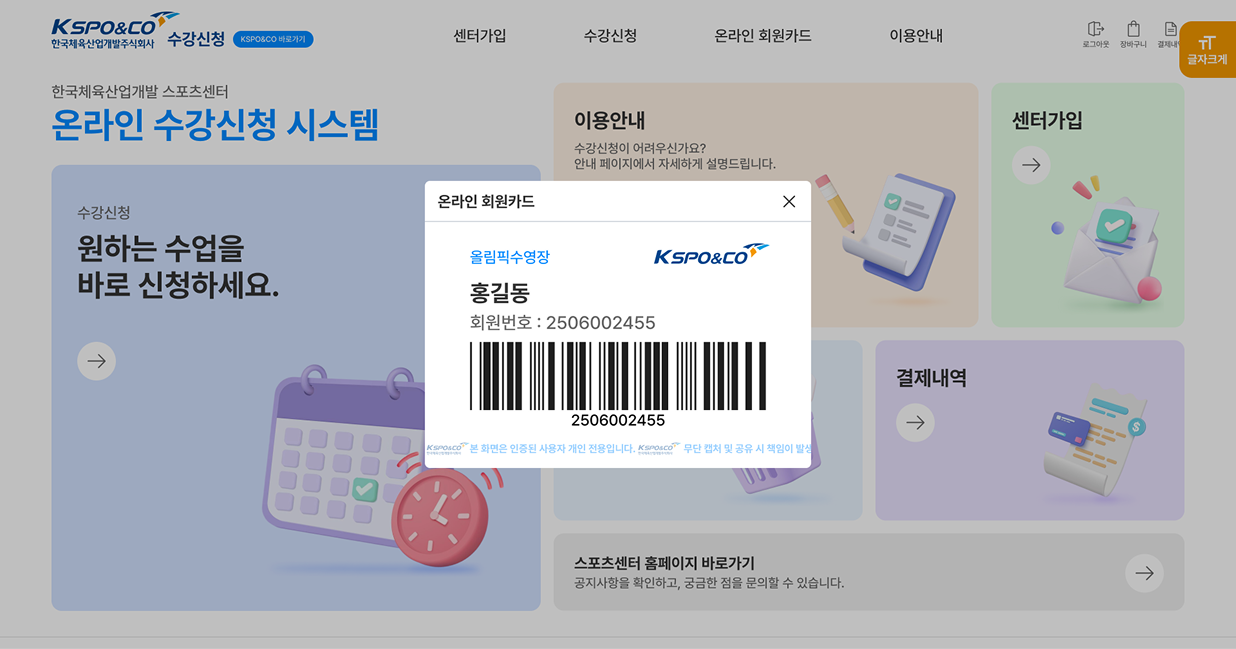 KSPO&CO
한국체육산업개발주식회사
수강신청
KSPO&CO 바로가기
센터가입
수강신청
온라인 회원카드
이용안내
로그아웃
장바구니
결제내
글자크게
한국체육산업개발 스포츠센터
온라인 수강신청 시스템
수강신청
원하는 수업을
바로 신청하세요.
이용안내
수강신청이 어려우신가요?
안내 페이지에서 자세하게 설명드립니다.
센터가입
온라인 회원카드
올림픽수영장
KSPO&CO
홍길동
회원번호 : 2506002455
2506002455
KSPO&CO 본 화면은 인증된 사용자 개인 전용입니다. KSPO&CO 무단 캡처 및 공유 시 책임이 발생
결제내역
스포츠센터 홈페이지 바로가기
공지사항을 확인하고, 궁금한 점을 문의할 수 있습니다.